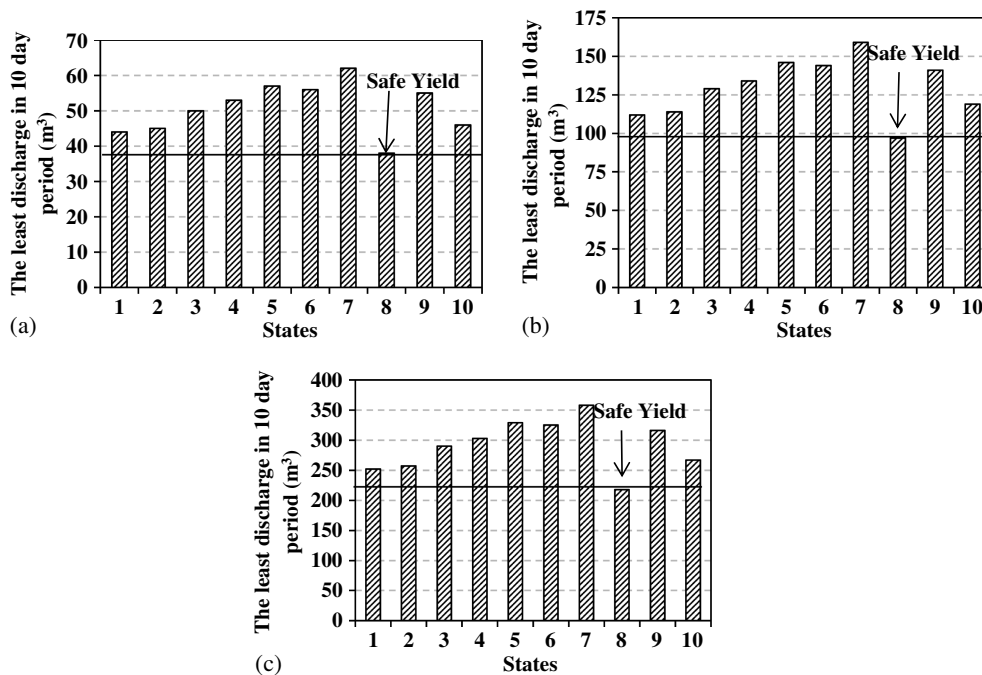 The least discharge in 10 day
period (m³)
70
60
50
40
30
20
10
0
Safe Yield
1 2 3 4 5 6 7 8 9 10
States
(a)
The least discharge in 10 day
period (m³)
175
150
125
100
75
50
25
0
Safe Yield
1 2 3 4 5 6 7 8 9 10
States
(b)
The least discharge in 10 day
period (m³)
400
350
300
250
200
150
100
50
0
Safe Yield
1 2 3 4 5 6 7 8 9 10
States
(c)